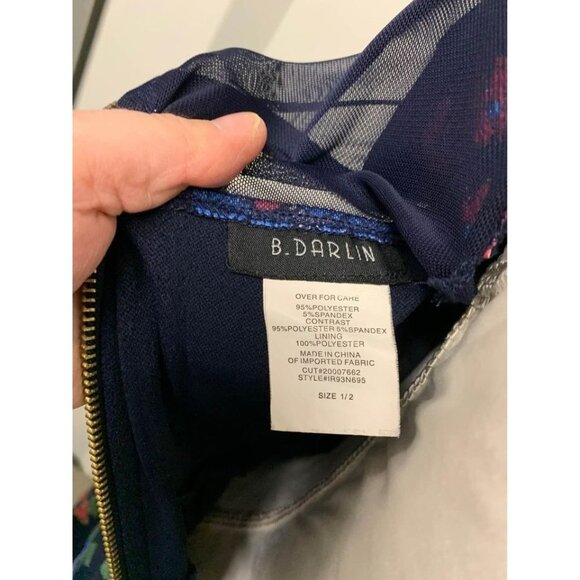 B.DARLIN
OVER FOR CARE
95%POLYESTER
5%SPANDEX
CONTRAST
95%POLYESTER 5%SPANDEX
LINING
100%POLYESTER
MADE IN CHINA
OF IMPORTED FABRIC
CUT#20007662
STYLE#IR93N695
SIZE 1/2